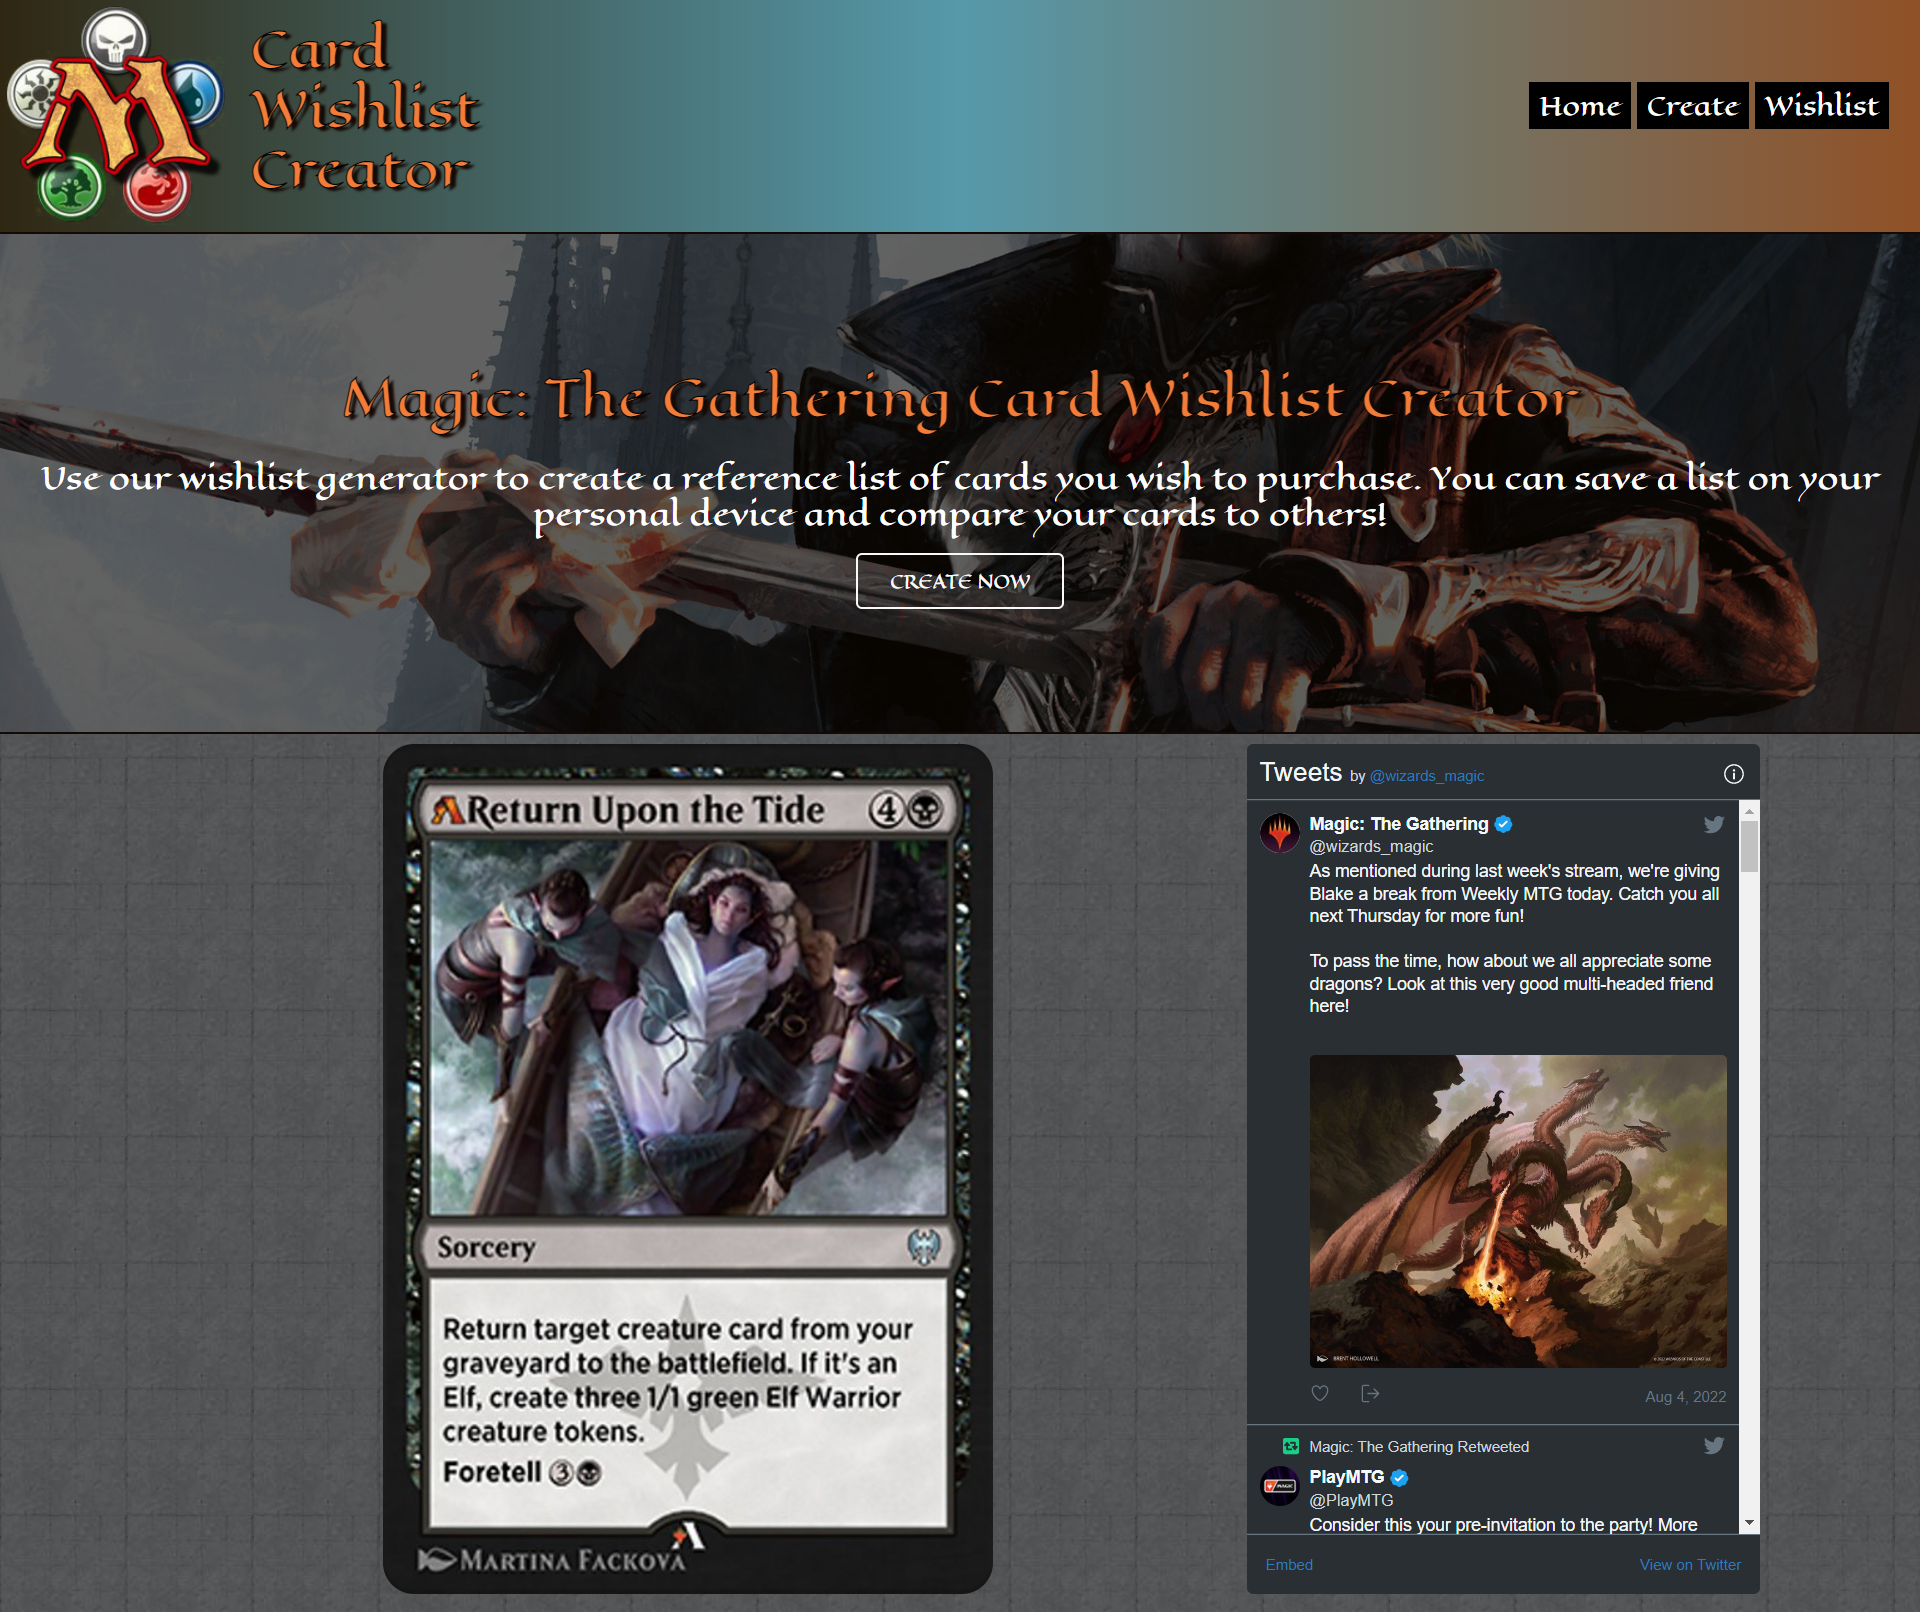 Card
Wishlist
Creator
Home
Create
Wishlist
Magic: The Gathering Card Wishlist Creator
Use our wishlist generator to create a reference list of cards you wish to purchase. You can save a list on your
personal device and compare your cards to others!
CREATE NOW
Return Upon the Tide 4
Sorcery
Return target creature card from your
graveyard to the battlefield. If it's an
Elf, create three 1/1 green Elf Warrior
creature tokens.
Foretell 3
Martina Fackova
Tweets by @wizards_magic
Magic: The Gathering
@wizards_magic
As mentioned during last week's stream, we're giving
Blake a break from Weekly MTG today. Catch you all
next Thursday for more fun!
To pass the time, how about we all appreciate some
dragons? Look at this very good multi-headed friend
here!
BRENT HOLLOWELL
Aug 4, 2022
Magic: The Gathering Retweeted
PlayMTG
@PlayMTG
Consider this your pre-invitation to the party! More
Embed
View on Twitter